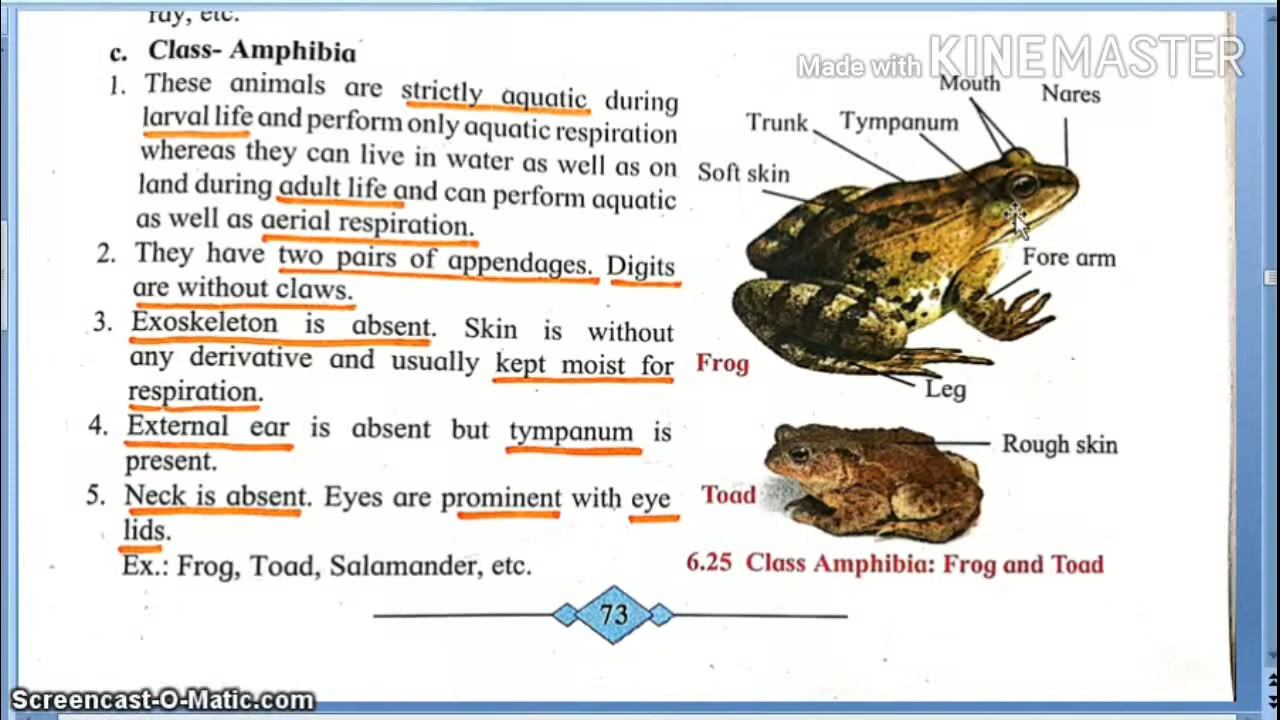 ray, etc.
c. Class- Amphibia
1. These animals are strictly aquatic during
larval life and perform only aquatic respiration
whereas they can live in water as well as on
land during adult life and can perform aquatic
as well as aerial respiration.
2. They have two pairs of appendages. Digits
are without claws.
3. Exoskeleton is absent. Skin is without
any derivative and usually kept moist for
respiration.
4. External ear is absent but tympanum is
present.
5. Neck is absent. Eyes are prominent with eye
lids.
Ex.: Frog, Toad, Salamander, etc.
Made with KINEMASTER
Mouth
Nares
Trunk
Tympanum
Soft skin
Fore arm
Frog
Leg
Rough skin
Toad
6.25 Class Amphibia: Frog and Toad
73
Screencast-O-Matic.com